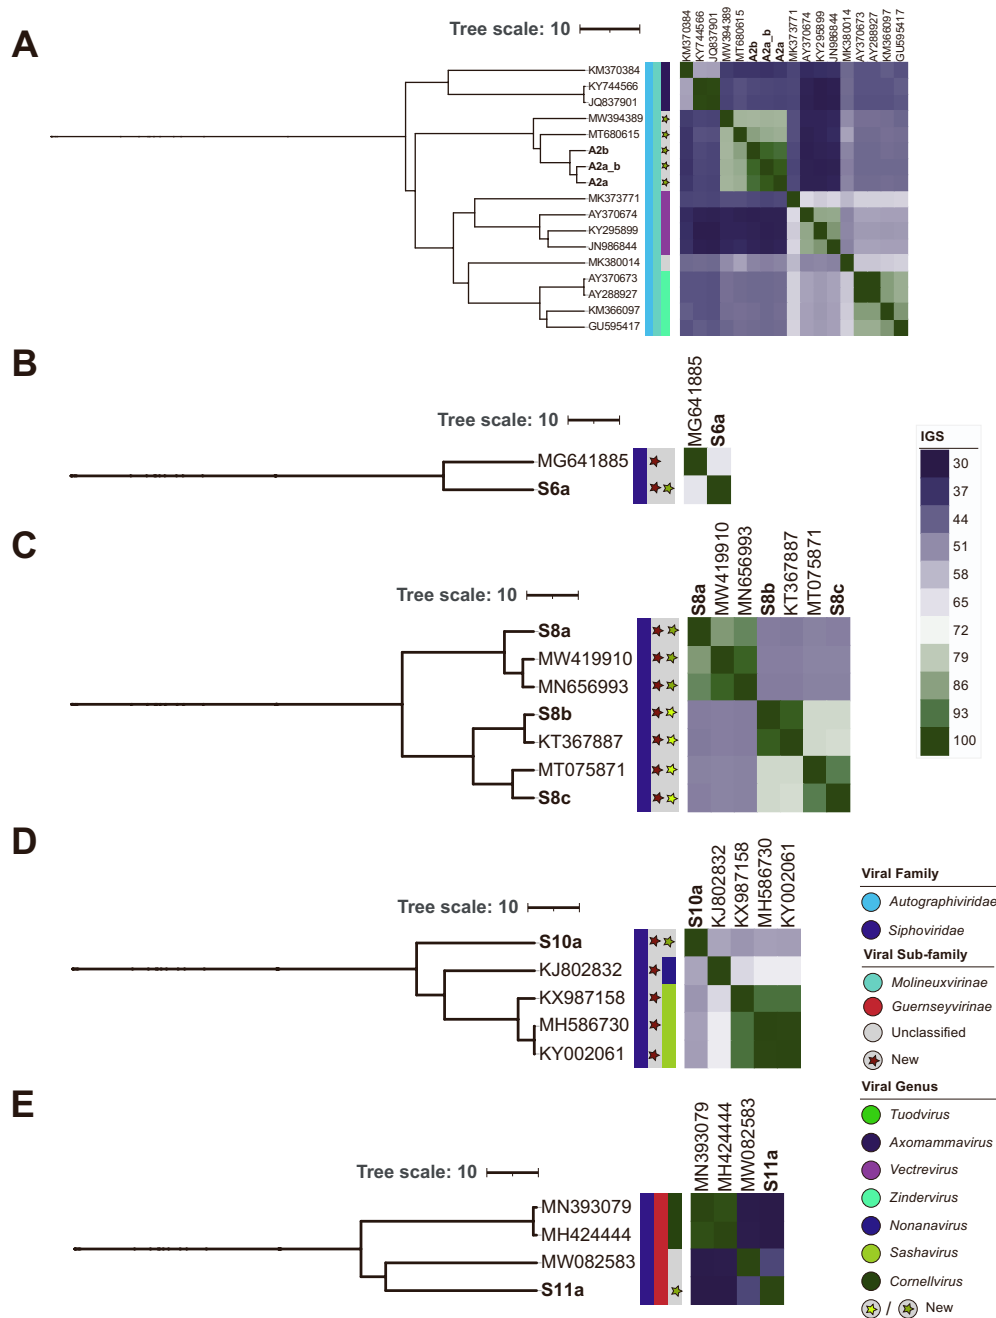 A
Tree scale: 10
KM370384
KY744566
JQ837901
MW394389
MT680615
A2b
A2a_b
A2a
MK373771
AY370674
KY295899
JN986844
MK380014
AY370673
AY288927
KM366097
GU595417
KM370384
KY744566
JQ837901
MW394389
MT680615
A2b
A2a_b
A2a
MK373771
AY370674
KY295899
JN986844
MK380014
AY370673
AY288927
KM366097
GU595417
B
Tree scale: 10
MG641885
S6a
MG641885
S6a
IGS
30
37
44
51
58
65
72
79
86
93
100
C
Tree scale: 10
S8a
MW419910
MN656993
S8b
KT367887
MT075871
S8c
S8a
MW419910
MN656993
S8b
KT367887
MT075871
S8c
D
Tree scale: 10
S10a
KJ802832
KX987158
MH586730
KY002061
S10a
KJ802832
KX987158
MH586730
KY002061
Viral Family
Autographiviridae
Siphoviridae
Viral Sub-family
Molineuxvirinae
Guernseyvirinae
Unclassified
New
Viral Genus
Tuodvirus
Axomammavirus
Vectrevirus
Zindervirus
Nonanavirus
Sashavirus
Cornellvirus
/ New
E
Tree scale: 10
MN393079
MH424444
MW082583
S11a
MN393079
MH424444
MW082583
S11a